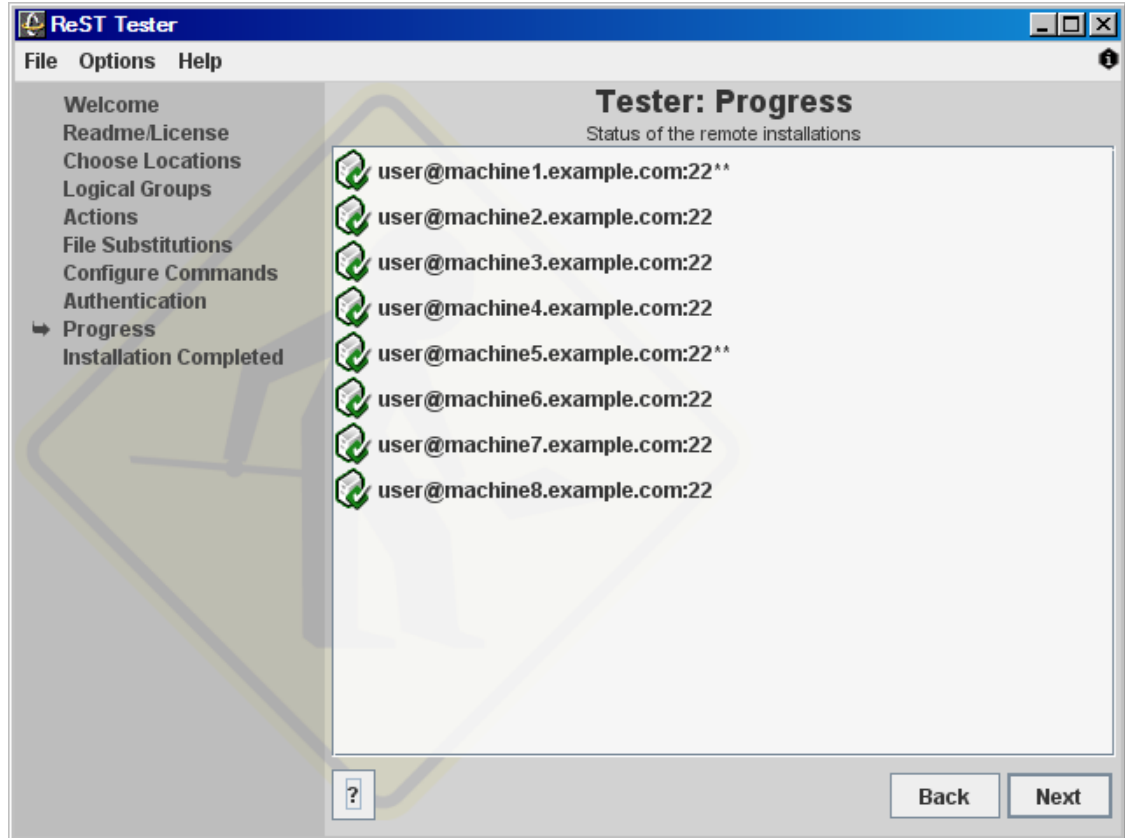 ReST Tester
File Options Help
Welcome
Readme/License
Choose Locations
Logical Groups
Actions
File Substitutions
Configure Commands
Authentication
Progress
Installation Completed
Tester: Progress
Status of the remote installations
user@machine1.example.com:22**
user@machine2.example.com:22
user@machine3.example.com:22
user@machine4.example.com:22
user@machine5.example.com:22**
user@machine6.example.com:22
user@machine7.example.com:22
user@machine8.example.com:22
?
Back Next